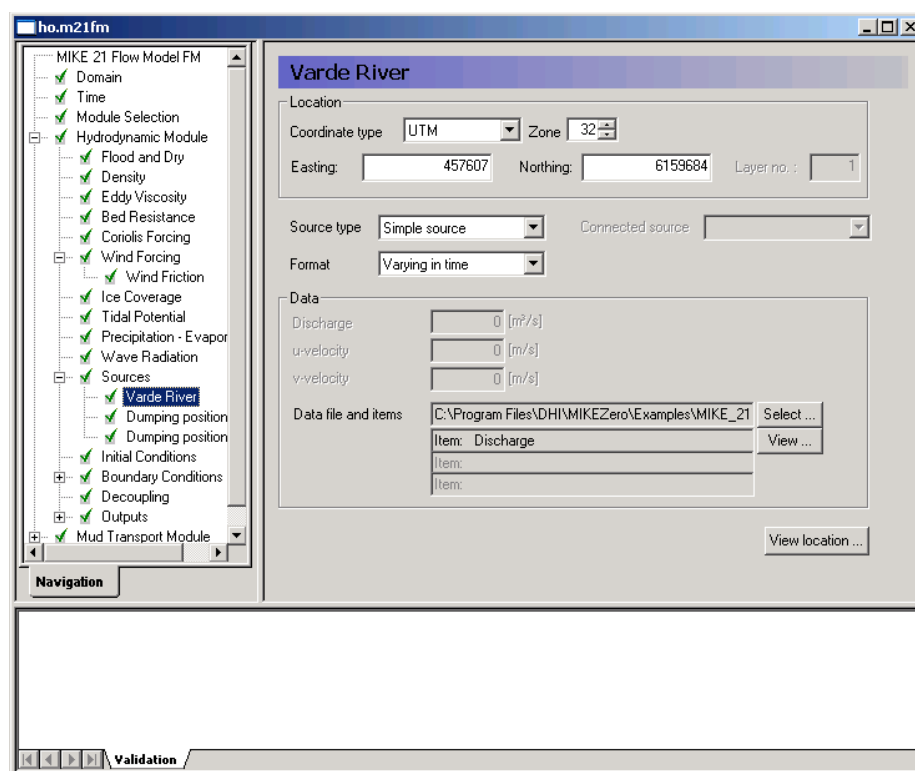 ho.m21fm
MIKE 21 Flow Model FM
Domain
Time
Module Selection
Hydrodynamic Module
Flood and Dry
Density
Eddy Viscosity
Bed Resistance
Coriolis Forcing
Wind Forcing
Wind Friction
Ice Coverage
Tidal Potential
Precipitation - Evapor
Wave Radiation
Sources
Varde River
Dumping position
Dumping position
Initial Conditions
Boundary Conditions
Decoupling
Outputs
Mud Transport Module
Navigation
Varde River
Location
Coordinate type UTM Zone 32
Easting: 457607 Northing: 6159684 Layer no. : 1
Source type Simple source Connected source
Format Varying in time
Data
Discharge 0 [m³/s]
u-velocity 0 [m/s]
v-velocity 0 [m/s]
Data file and items C:\Program Files\DHI\MIKEZero\Examples\MIKE_21 Select ...
Item: Discharge View ...
Item:
Item:
View location ...
Validation